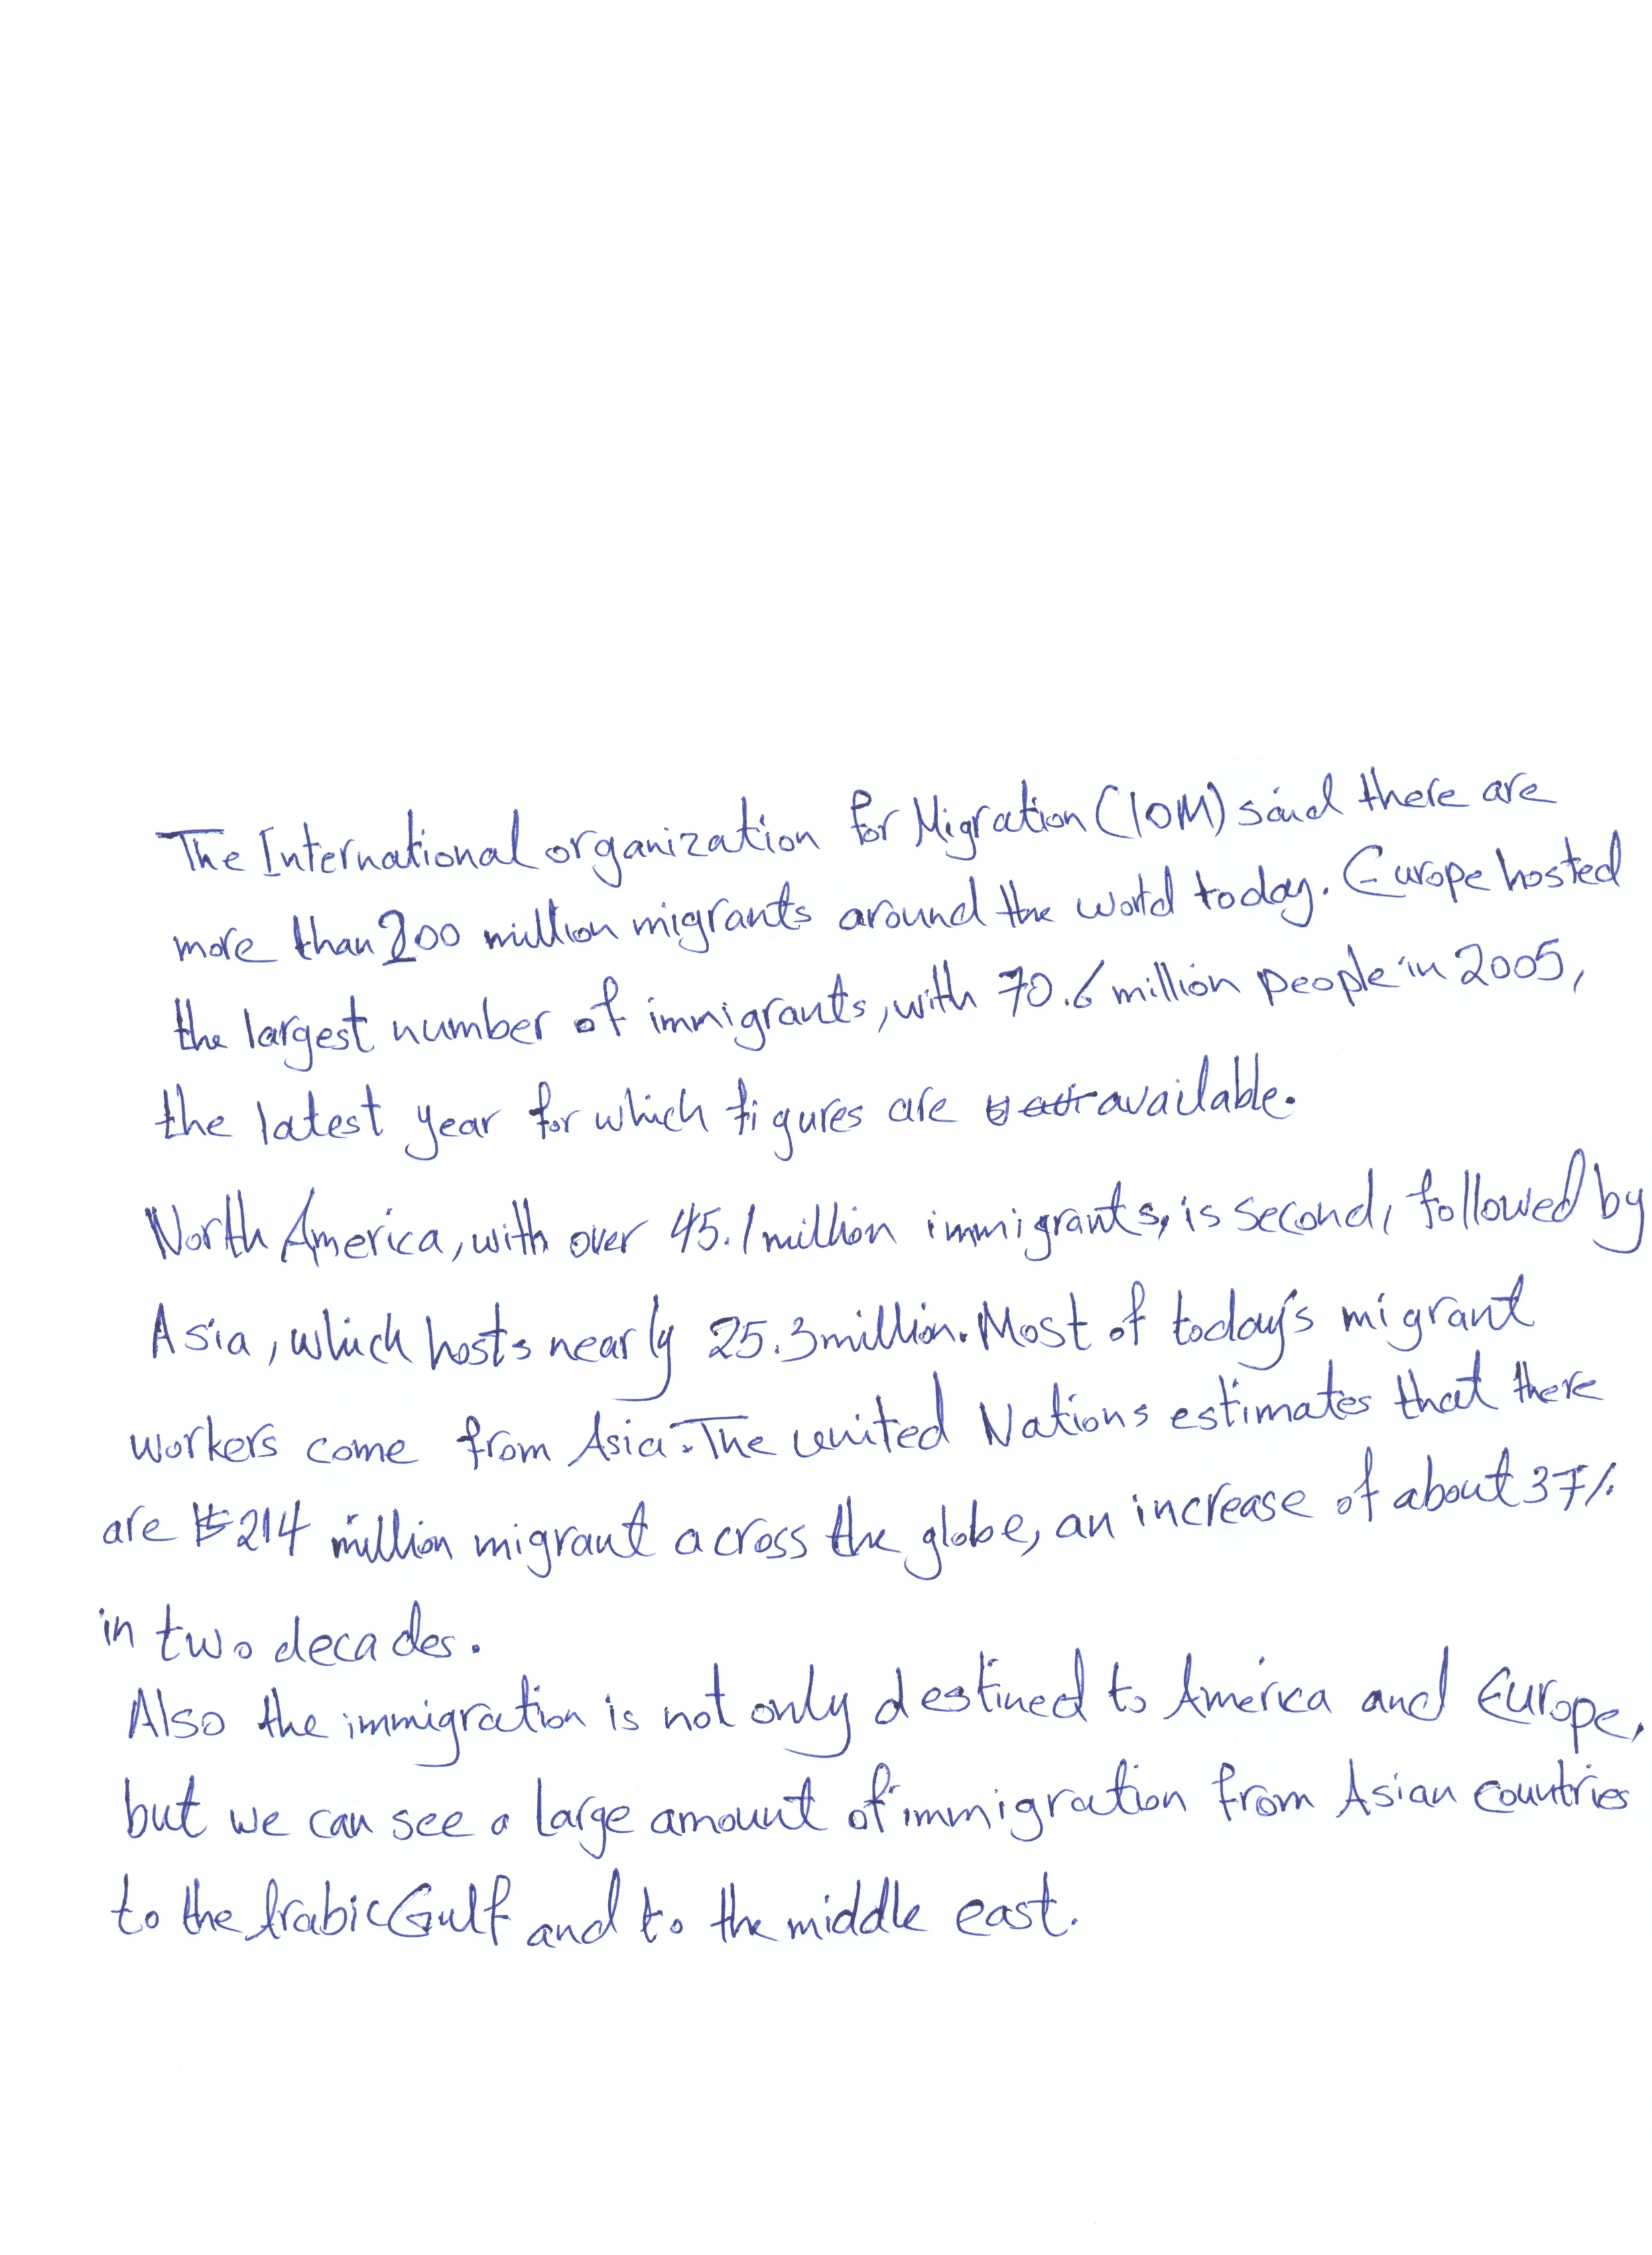 The International organization for Migration (IOM) said there are
more than 200 million migrants around the world today. Europe hosted
the largest number of immigrants, with 70.6 million people in 2005,
the latest year for which figures are available.
North America, with over 45.1 million immigrants, is second, followed by
Asia, which hosts nearly 25.3 million. Most of today's migrant
workers come from Asia. The united Nations estimates that there
are 214 million migrant across the globe, an increase of about 37%
in two decades.
Also the immigration is not only destined to America and Europe,
but we can see a large amount of immigration from Asian countries
to the Arabic Gulf and to the middle east.